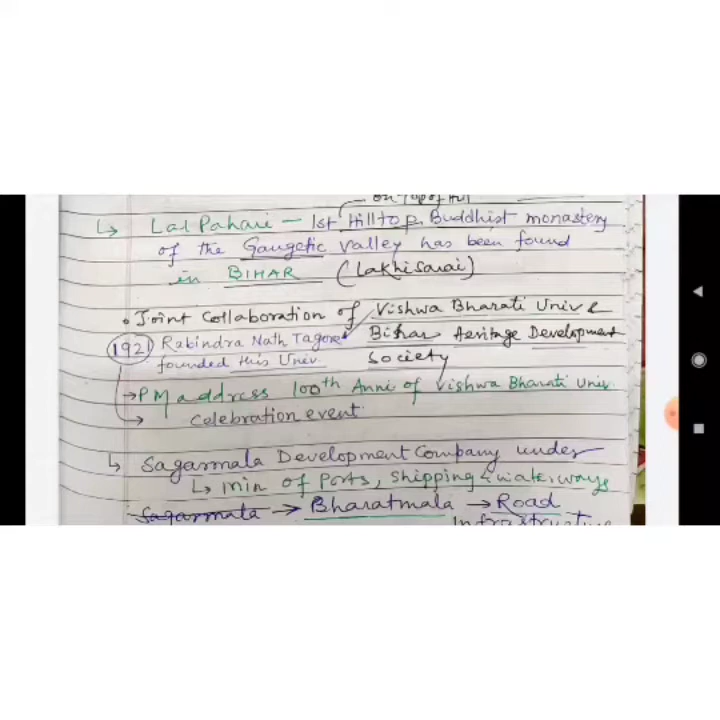 on Top of Hill
↳ Lal Pahari – 1st Hilltop Buddhist monastery
of the Gangetic valley has been found
in BIHAR (Lakhisarai)
• Joint Collaboration of Vishwa Bharati Univ &
1921 Rabindra Nath Tagore Bihar Heritage Development
founded this Univ. Society
→ PM address 100th Anni of Vishwa Bharati Univ.
→ Celebration event
↳ Sagarmala Development Company under
↳ min of Ports, Shipping & waterways
Sagarmala → Bharatmala → Road
Infrastructure